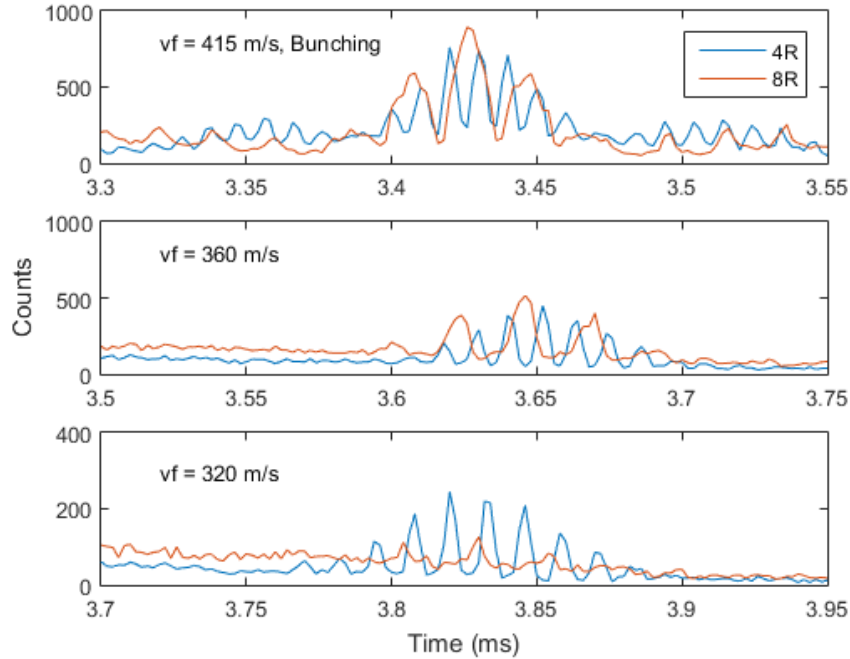 1000
vf = 415 m/s, Bunching
4R
8R
500
0
3.3 3.35 3.4 3.45 3.5 3.55
1000
vf = 360 m/s
500
0
3.5 3.55 3.6 3.65 3.7 3.75
Counts
400
vf = 320 m/s
200
0
3.7 3.75 3.8 3.85 3.9 3.95
Time (ms)